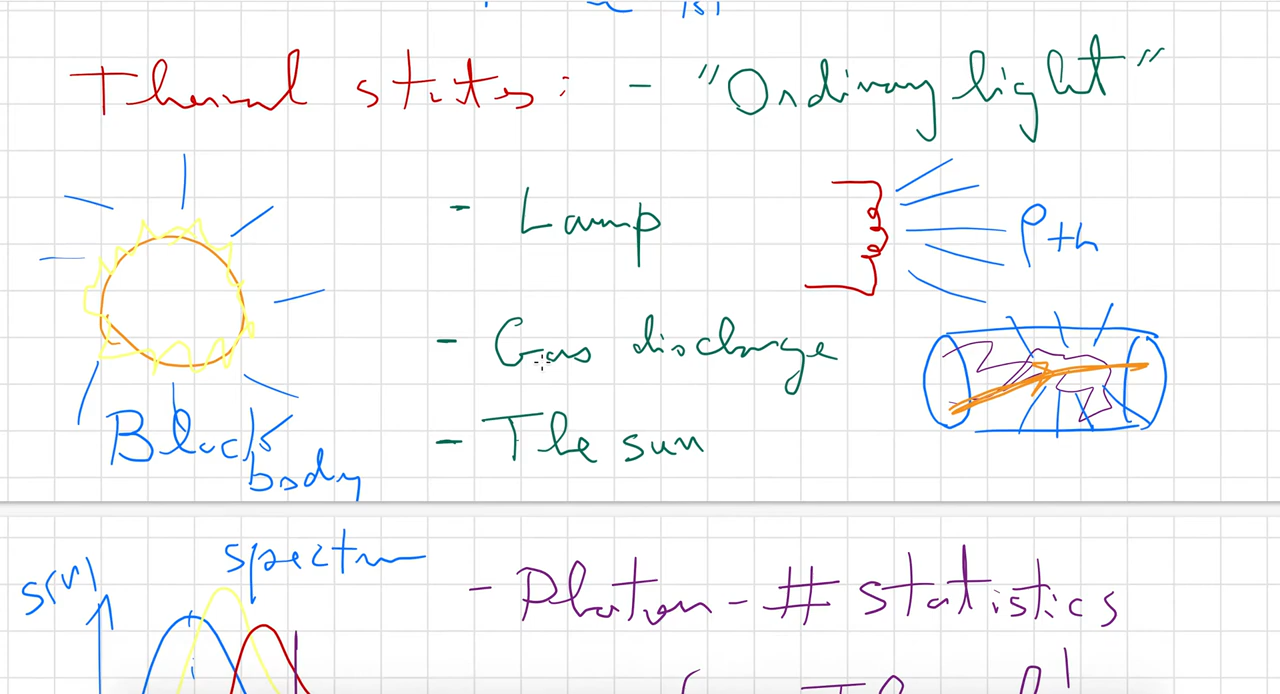 Thermal states: - "Ordinary light"
- Lamp
ρth
- Gas discharge
- The sun
Black
body
spectrum
S(ν)
- Photon-# statistics